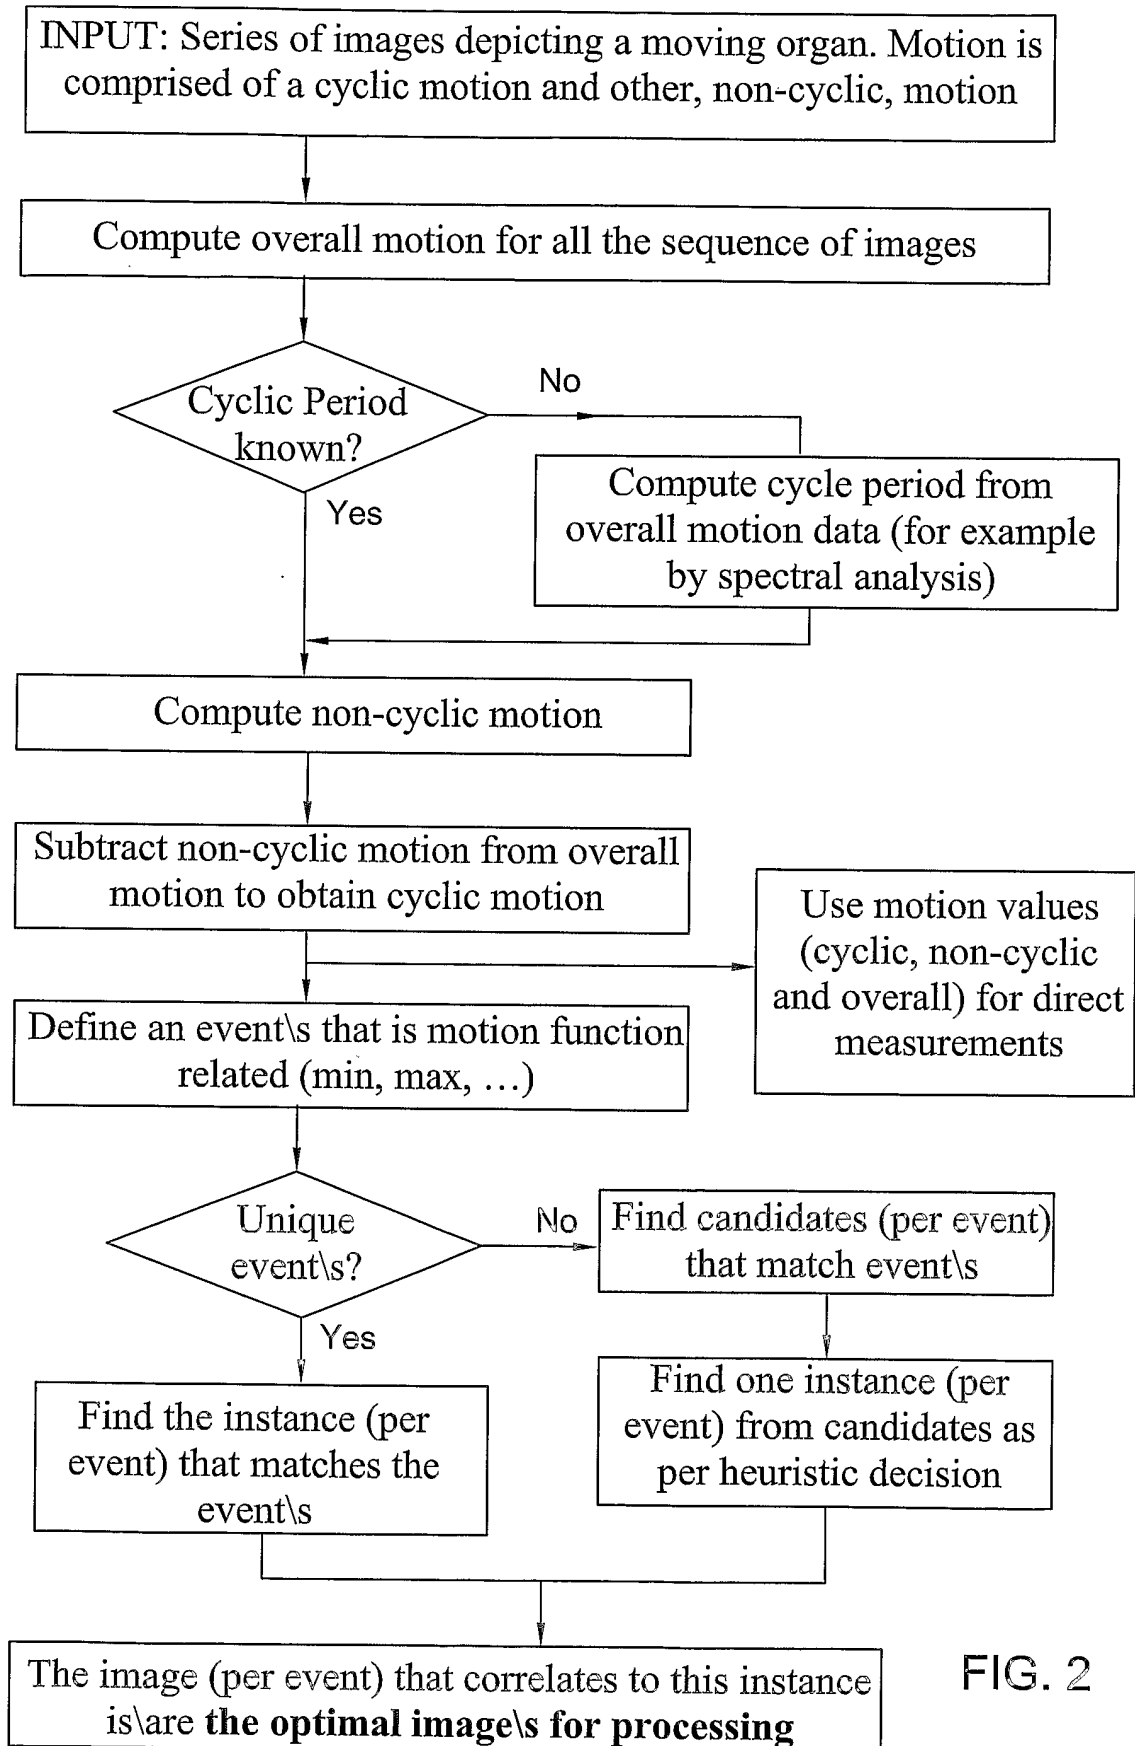 INPUT: Series of images depicting a moving organ. Motion is
comprised of a cyclic motion and other, non-cyclic, motion
Compute overall motion for all the sequence of images
Cyclic Period
known?
No
Yes
Compute cycle period from
overall motion data (for example
by spectral analysis)
Compute non-cyclic motion
Subtract non-cyclic motion from overall
motion to obtain cyclic motion
Use motion values
(cyclic, non-cyclic
and overall) for direct
measurements
Define an event\s that is motion function
related (min, max, ...)
Unique
event\s?
No
Yes
Find candidates (per event)
that match event\s
Find one instance (per
event) from candidates as
per heuristic decision
Find the instance (per
event) that matches the
event\s
The image (per event) that correlates to this instance
is\are the optimal image\s for processing
FIG. 2